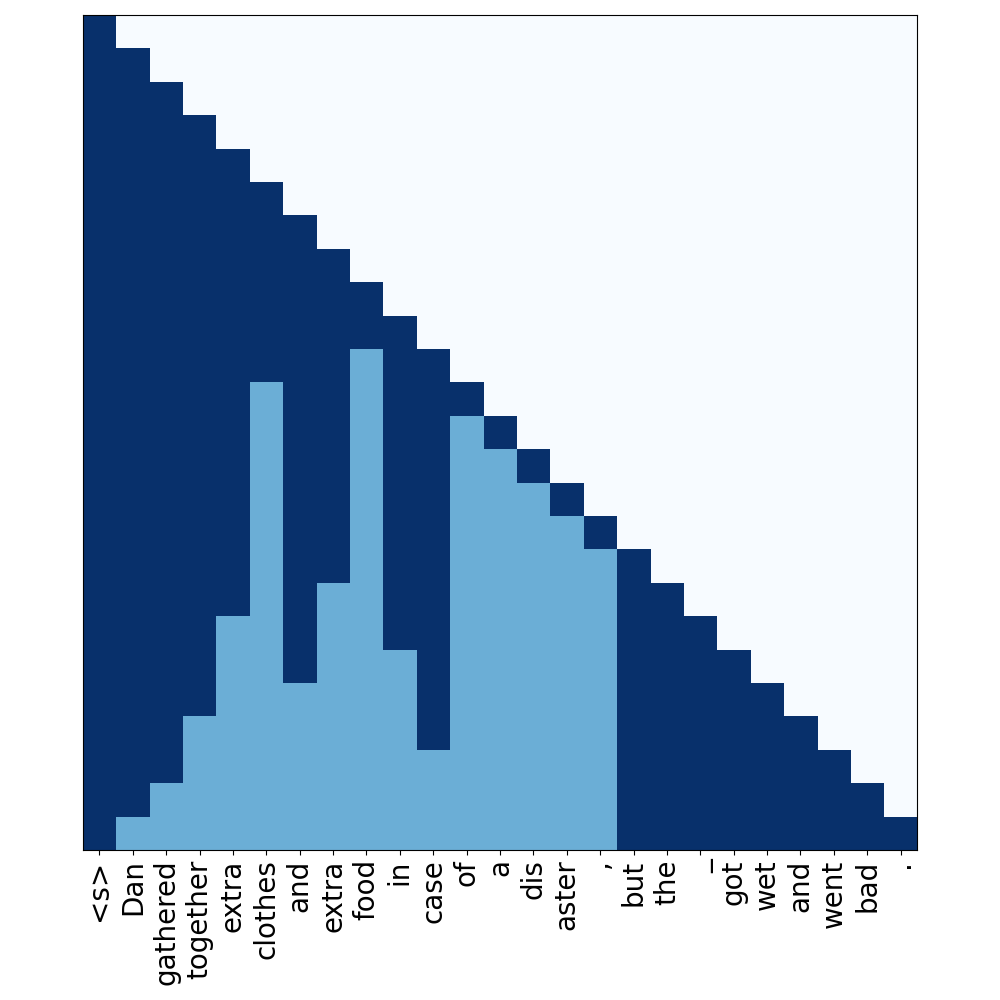 <s> Dan gathered together extra clothes and extra food in case of a dis aster , but the _ got wet and went bad .